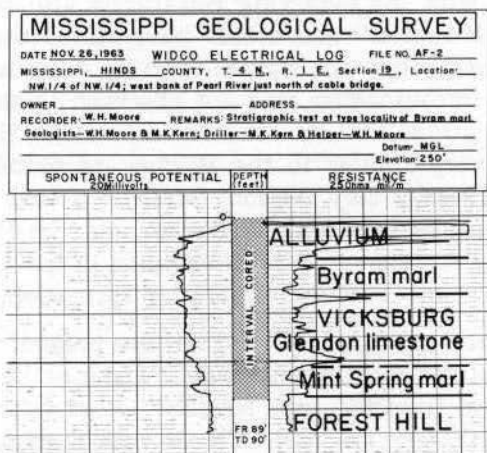 MISSISSIPPI GEOLOGICAL SURVEY
DATE NOV. 26, 1963 WIDCO ELECTRICAL LOG FILE NO. AF-2
MISSISSIPPI, HINDS COUNTY, T. 4 N., R. 1 E., Section 19, Location:
NW. 1/4 of NW. 1/4; west bank of Pearl River just north of cable bridge.
OWNER ADDRESS
RECORDER: W.H. Moore REMARKS: Stratigraphic test at type locality of Byram marl
Geologists—W.H. Moore & M.K. Kern; Driller—M.K. Kern & Helper—W.H. Moore
Datum: MGL
Elevation: 250'
SPONTANEOUS POTENTIAL DEPTH RESISTANCE
20 Millivolts (feet) 25 Ohms m²/m
0
ALLUVIUM
Byram marl
INTERVAL CORED
VICKSBURG
Glendon limestone
Mint Spring marl
FOREST HILL
FR 89'
TD 90'